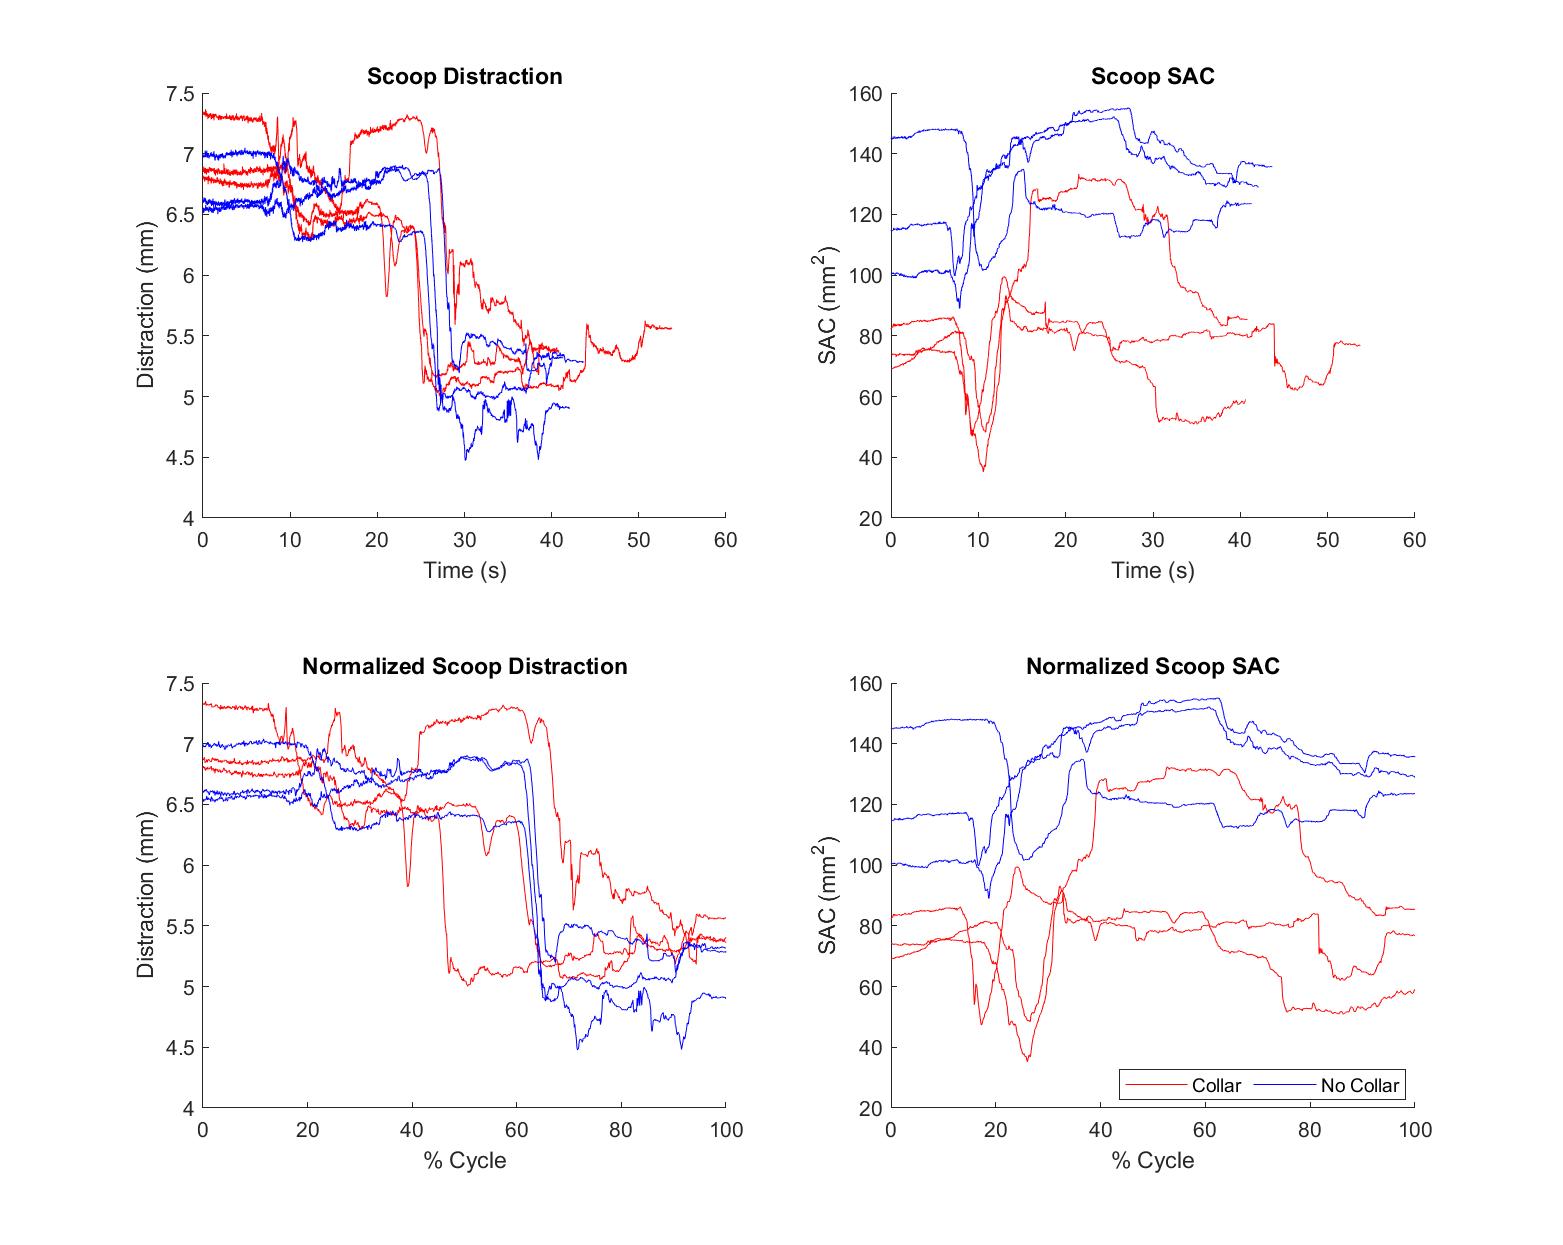 Scoop Distraction
7.5
7
6.5
6
5.5
5
4.5
4
Distraction (mm)
0 10 20 30 40 50 60
Time (s)
Scoop SAC
160
140
120
100
80
60
40
20
SAC (mm²)
0 10 20 30 40 50 60
Time (s)
Normalized Scoop Distraction
7.5
7
6.5
6
5.5
5
4.5
4
Distraction (mm)
0 20 40 60 80 100
% Cycle
Normalized Scoop SAC
160
140
120
100
80
60
40
20
SAC (mm²)
Collar No Collar
0 20 40 60 80 100
% Cycle